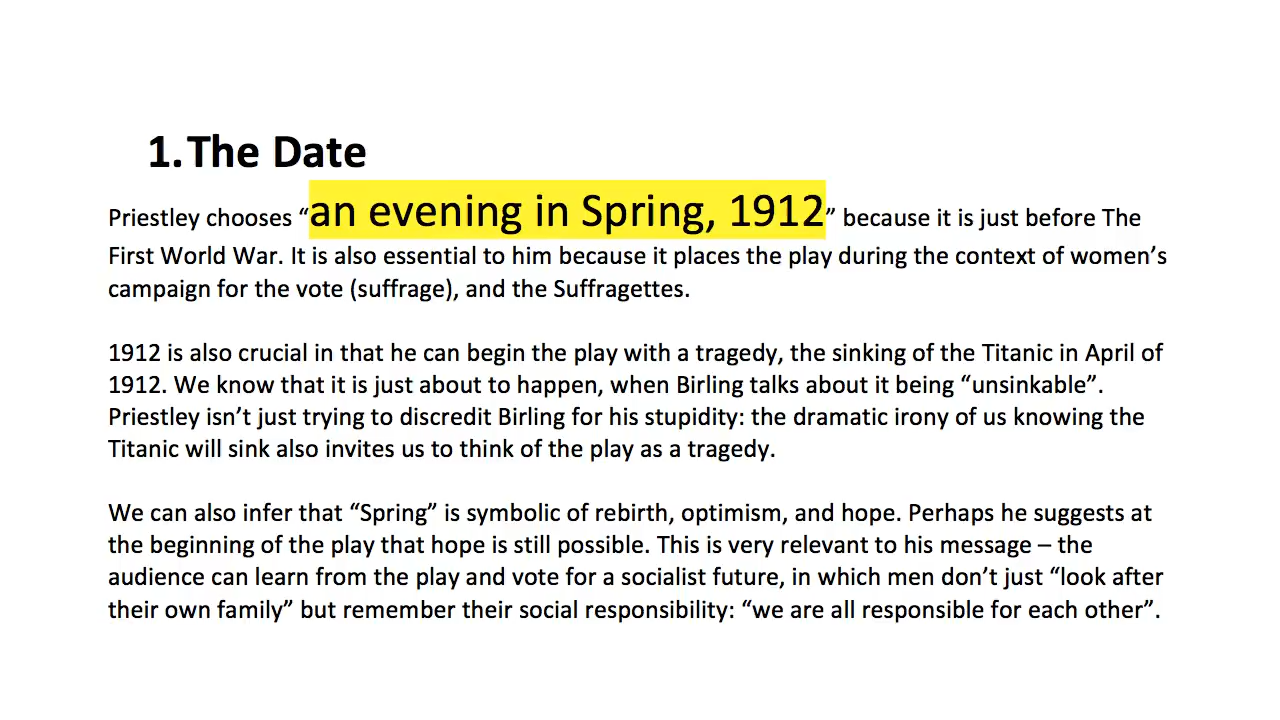 1. The Date
Priestley chooses “an evening in Spring, 1912” because it is just before The
First World War. It is also essential to him because it places the play during the context of women’s
campaign for the vote (suffrage), and the Suffragettes.
1912 is also crucial in that he can begin the play with a tragedy, the sinking of the Titanic in April of
1912. We know that it is just about to happen, when Birling talks about it being “unsinkable”.
Priestley isn’t just trying to discredit Birling for his stupidity: the dramatic irony of us knowing the
Titanic will sink also invites us to think of the play as a tragedy.
We can also infer that “Spring” is symbolic of rebirth, optimism, and hope. Perhaps he suggests at
the beginning of the play that hope is still possible. This is very relevant to his message – the
audience can learn from the play and vote for a socialist future, in which men don’t just “look after
their own family” but remember their social responsibility: “we are all responsible for each other”.